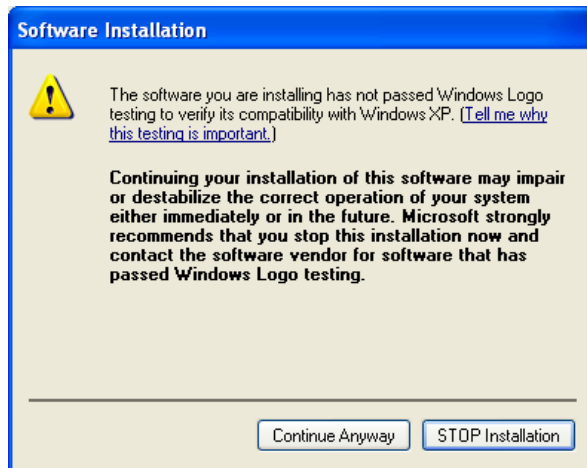 Software Installation
The software you are installing has not passed Windows Logo
testing to verify its compatibility with Windows XP. (Tell me why
this testing is important.)
Continuing your installation of this software may impair
or destabilize the correct operation of your system
either immediately or in the future. Microsoft strongly
recommends that you stop this installation now and
contact the software vendor for software that has
passed Windows Logo testing.
Continue Anyway
STOP Installation